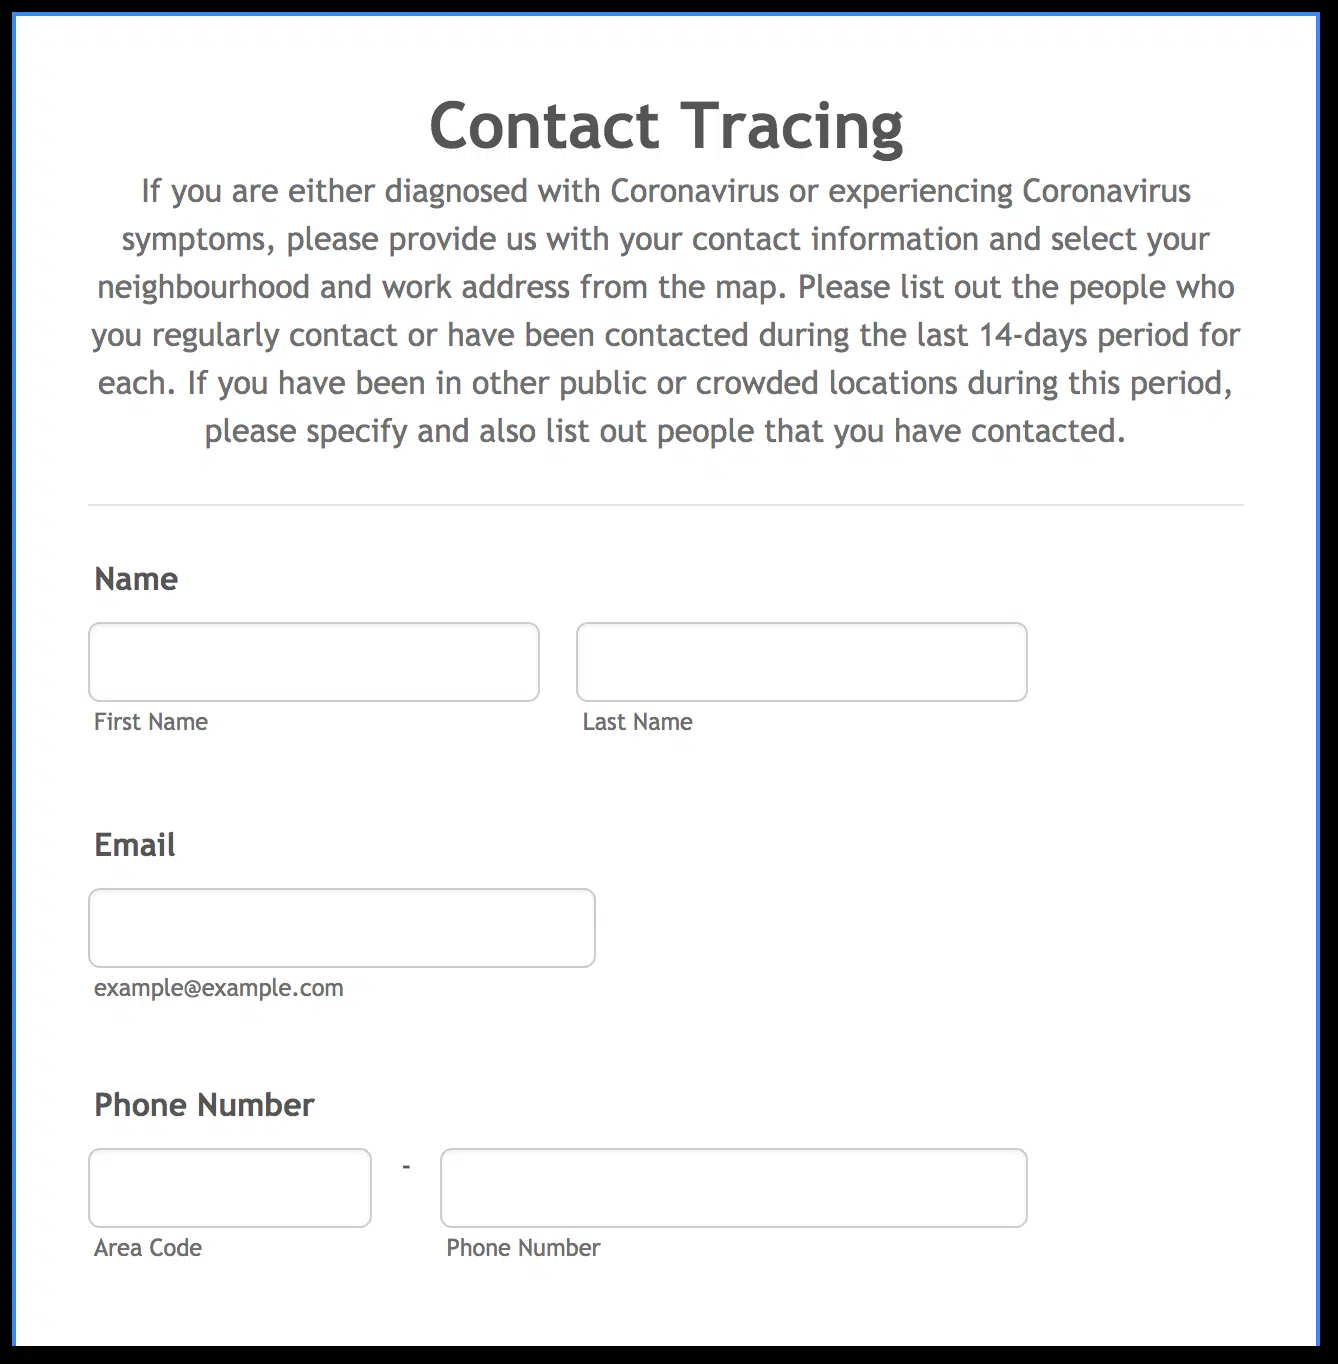 Contact Tracing
If you are either diagnosed with Coronavirus or experiencing Coronavirus
symptoms, please provide us with your contact information and select your
neighbourhood and work address from the map. Please list out the people who
you regularly contact or have been contacted during the last 14-days period for
each. If you have been in other public or crowded locations during this period,
please specify and also list out people that you have contacted.
Name
First Name Last Name
Email
example@example.com
Phone Number
-
Area Code Phone Number